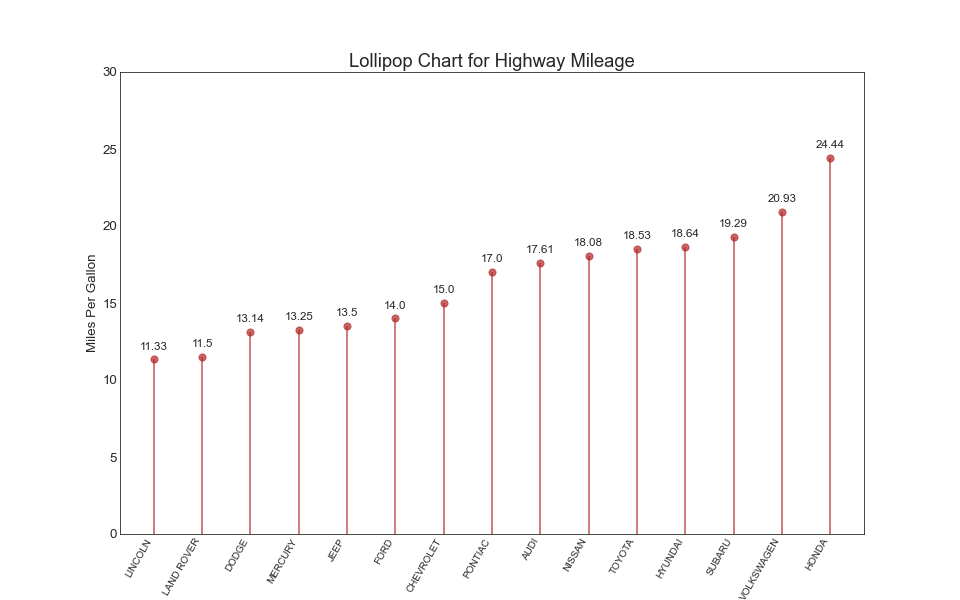 Lollipop Chart for Highway Mileage
Miles Per Gallon
30
25
20
15
10
5
0
11.33
11.5
13.14
13.25
13.5
14.0
15.0
17.0
17.61
18.08
18.53
18.64
19.29
20.93
24.44
LINCOLN
LAND ROVER
DODGE
MERCURY
JEEP
FORD
CHEVROLET
PONTIAC
AUDI
NISSAN
TOYOTA
HYUNDAI
SUBARU
VOLKSWAGEN
HONDA